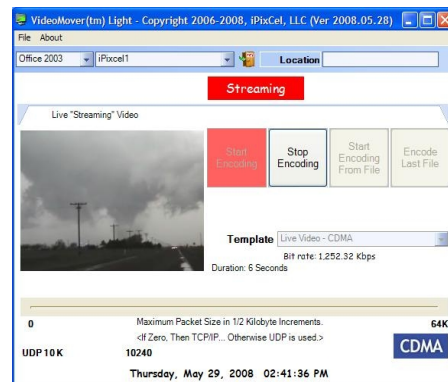 VideoMover(tm) Light - Copyright 2006-2008, iPixCel, LLC (Ver 2008.05.28)
File About
Office 2003 iPixcel1 Location
Streaming
Live "Streaming" Video
Start Encoding
Stop Encoding
Start Encoding From File
Encode Last File
Template Live Video - CDMA
Bit rate: 1,252.32 Kbps
Duration: 6 Seconds
0 Maximum Packet Size in 1/2 Kilobyte Increments. 64K
<If Zero, Then TCP/IP... Otherwise UDP is used.>
CDMA
UDP 10 K 10240
Thursday, May 29, 2008 02:41:36 PM